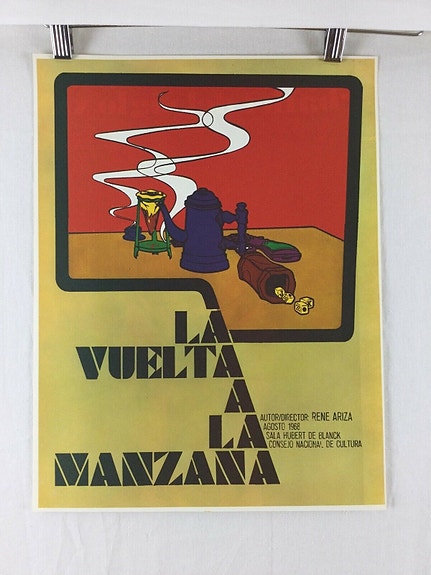 LA
VUELTA
A
LA
MANZANA
AUTOR/DIRECTOR: RENE ARIZA
AGOSTO 1968
SALA HUBERT DE BLANCK
CONSEJO NACIONAL DE CULTURA